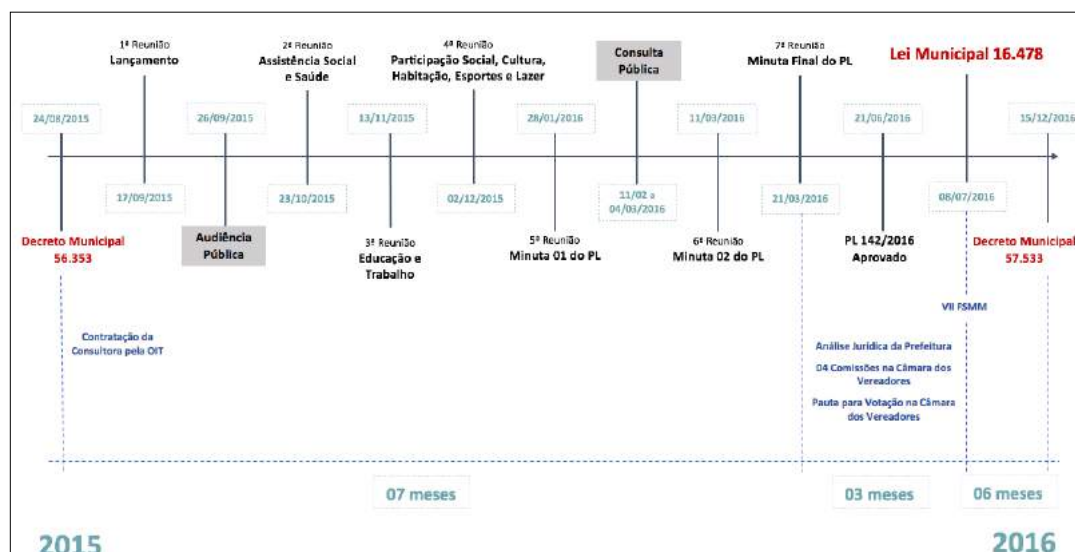 1ª Reunião
Lançamento
2ª Reunião
Assistência Social
e Saúde
4ª Reunião
Participação Social, Cultura,
Habitação, Esportes e Lazer
Consulta
Pública
7ª Reunião
Minuta Final do PL
Lei Municipal 16.478
24/08/2015
26/09/2015
13/11/2015
28/01/2016
11/03/2016
21/06/2016
15/12/2016
17/09/2015
23/10/2015
02/12/2015
11/02 a
04/03/2016
21/03/2016
08/07/2016
Decreto Municipal
56.353
Audiência
Pública
3ª Reunião
Educação e
Trabalho
5ª Reunião
Minuta 01 do PL
6ª Reunião
Minuta 02 do PL
PL 142/2016
Aprovado
Decreto Municipal
57.533
VII FSMM
Contratação da
Consultora pela OIT
Análise Jurídica da Prefeitura
04 Comissões na Câmara dos
Vereadores
Pauta para Votação na Câmara
dos Vereadores
07 meses
03 meses
06 meses
2015
2016